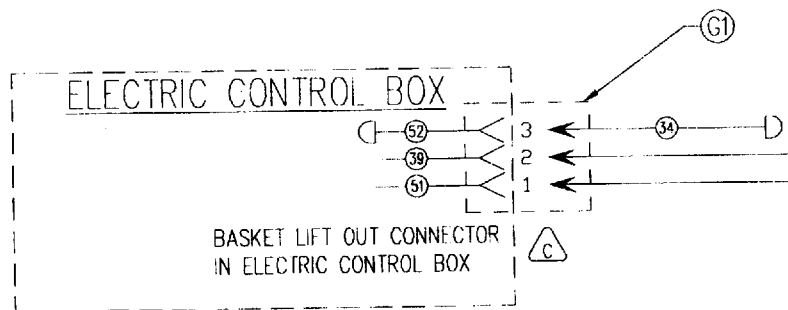 G1
ELECTRIC CONTROL BOX
52 3 34
39 2
51 1
BASKET LIFT OUT CONNECTOR
IN ELECTRIC CONTROL BOX
C